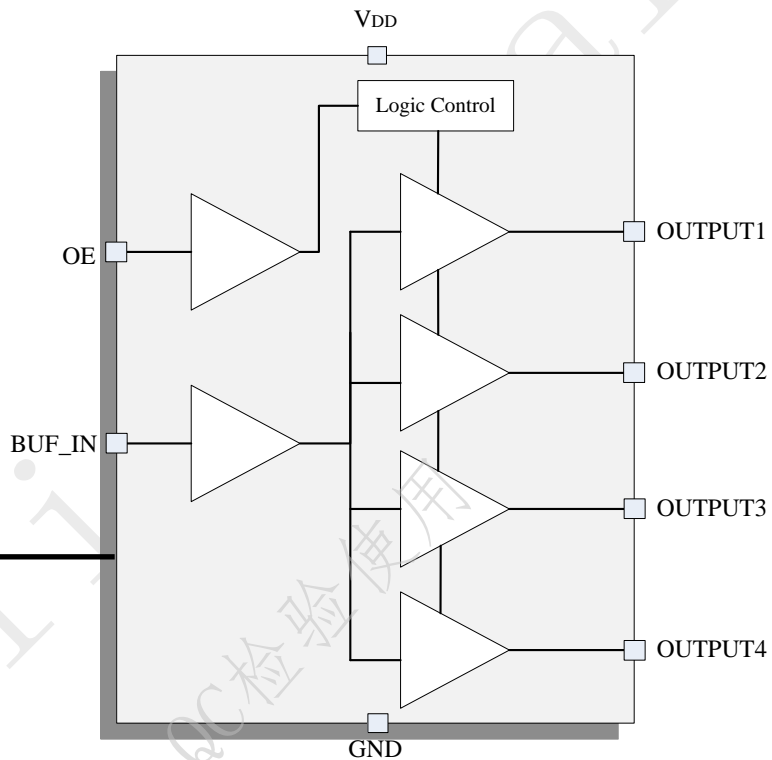 VDD
Logic Control
OE
OUTPUT1
OUTPUT2
BUF_IN
OUTPUT3
OUTPUT4
GND
QC检验使用